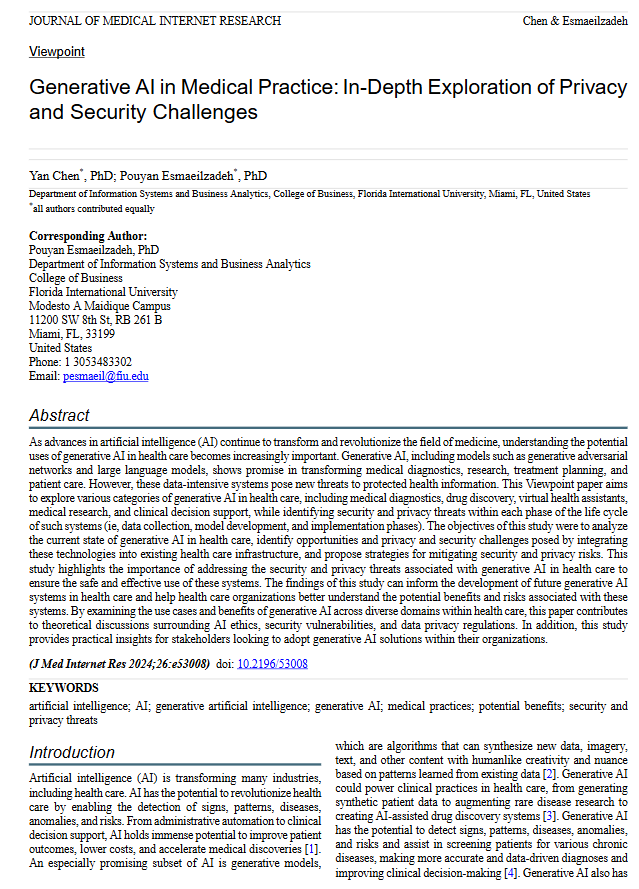 JOURNAL OF MEDICAL INTERNET RESEARCH
Chen & Esmaeilzadeh
Viewpoint
Generative AI in Medical Practice: In-Depth Exploration of Privacy
and Security Challenges
Yan Chen*, PhD; Pouyan Esmaeilzadeh*, PhD
Department of Information Systems and Business Analytics, College of Business, Florida International University, Miami, FL, United States
*all authors contributed equally
Corresponding Author:
Pouyan Esmaeilzadeh, PhD
Department of Information Systems and Business Analytics
College of Business
Florida International University
Modesto A Maidique Campus
11200 SW 8th St, RB 261 B
Miami, FL, 33199
United States
Phone: 1 3053483302
Email: pesmaeil@fiu.edu
Abstract
As advances in artificial intelligence (AI) continue to transform and revolutionize the field of medicine, understanding the potential
uses of generative AI in health care becomes increasingly important. Generative AI, including models such as generative adversarial
networks and large language models, shows promise in transforming medical diagnostics, research, treatment planning, and
patient care. However, these data-intensive systems pose new threats to protected health information. This Viewpoint paper aims
to explore various categories of generative AI in health care, including medical diagnostics, drug discovery, virtual health assistants,
medical research, and clinical decision support, while identifying security and privacy threats within each phase of the life cycle
of such systems (ie, data collection, model development, and implementation phases). The objectives of this study were to analyze
the current state of generative AI in health care, identify opportunities and privacy and security challenges posed by integrating
these technologies into existing health care infrastructure, and propose strategies for mitigating security and privacy risks. This
study highlights the importance of addressing the security and privacy threats associated with generative AI in health care to
ensure the safe and effective use of these systems. The findings of this study can inform the development of future generative AI
systems in health care and help health care organizations better understand the potential benefits and risks associated with these
systems. By examining the use cases and benefits of generative AI across diverse domains within health care, this paper contributes
to theoretical discussions surrounding AI ethics, security vulnerabilities, and data privacy regulations. In addition, this study
provides practical insights for stakeholders looking to adopt generative AI solutions within their organizations.
(J Med Internet Res 2024;26:e53008) doi: 10.2196/53008
KEYWORDS
artificial intelligence; AI; generative artificial intelligence; generative AI; medical practices; potential benefits; security and
privacy threats
Introduction
Artificial intelligence (AI) is transforming many industries,
including health care. AI has the potential to revolutionize health
care by enabling the detection of signs, patterns, diseases,
anomalies, and risks. From administrative automation to clinical
decision support, AI holds immense potential to improve patient
outcomes, lower costs, and accelerate medical discoveries [1].
An especially promising subset of AI is generative models,
which are algorithms that can synthesize new data, imagery,
text, and other content with humanlike creativity and nuance
based on patterns learned from existing data [2]. Generative AI
could power clinical practices in health care, from generating
synthetic patient data to augmenting rare disease research to
creating AI-assisted drug discovery systems [3]. Generative AI
has the potential to detect signs, patterns, diseases, anomalies,
and risks and assist in screening patients for various chronic
diseases, making more accurate and data-driven diagnoses and
improving clinical decision-making [4]. Generative AI also has